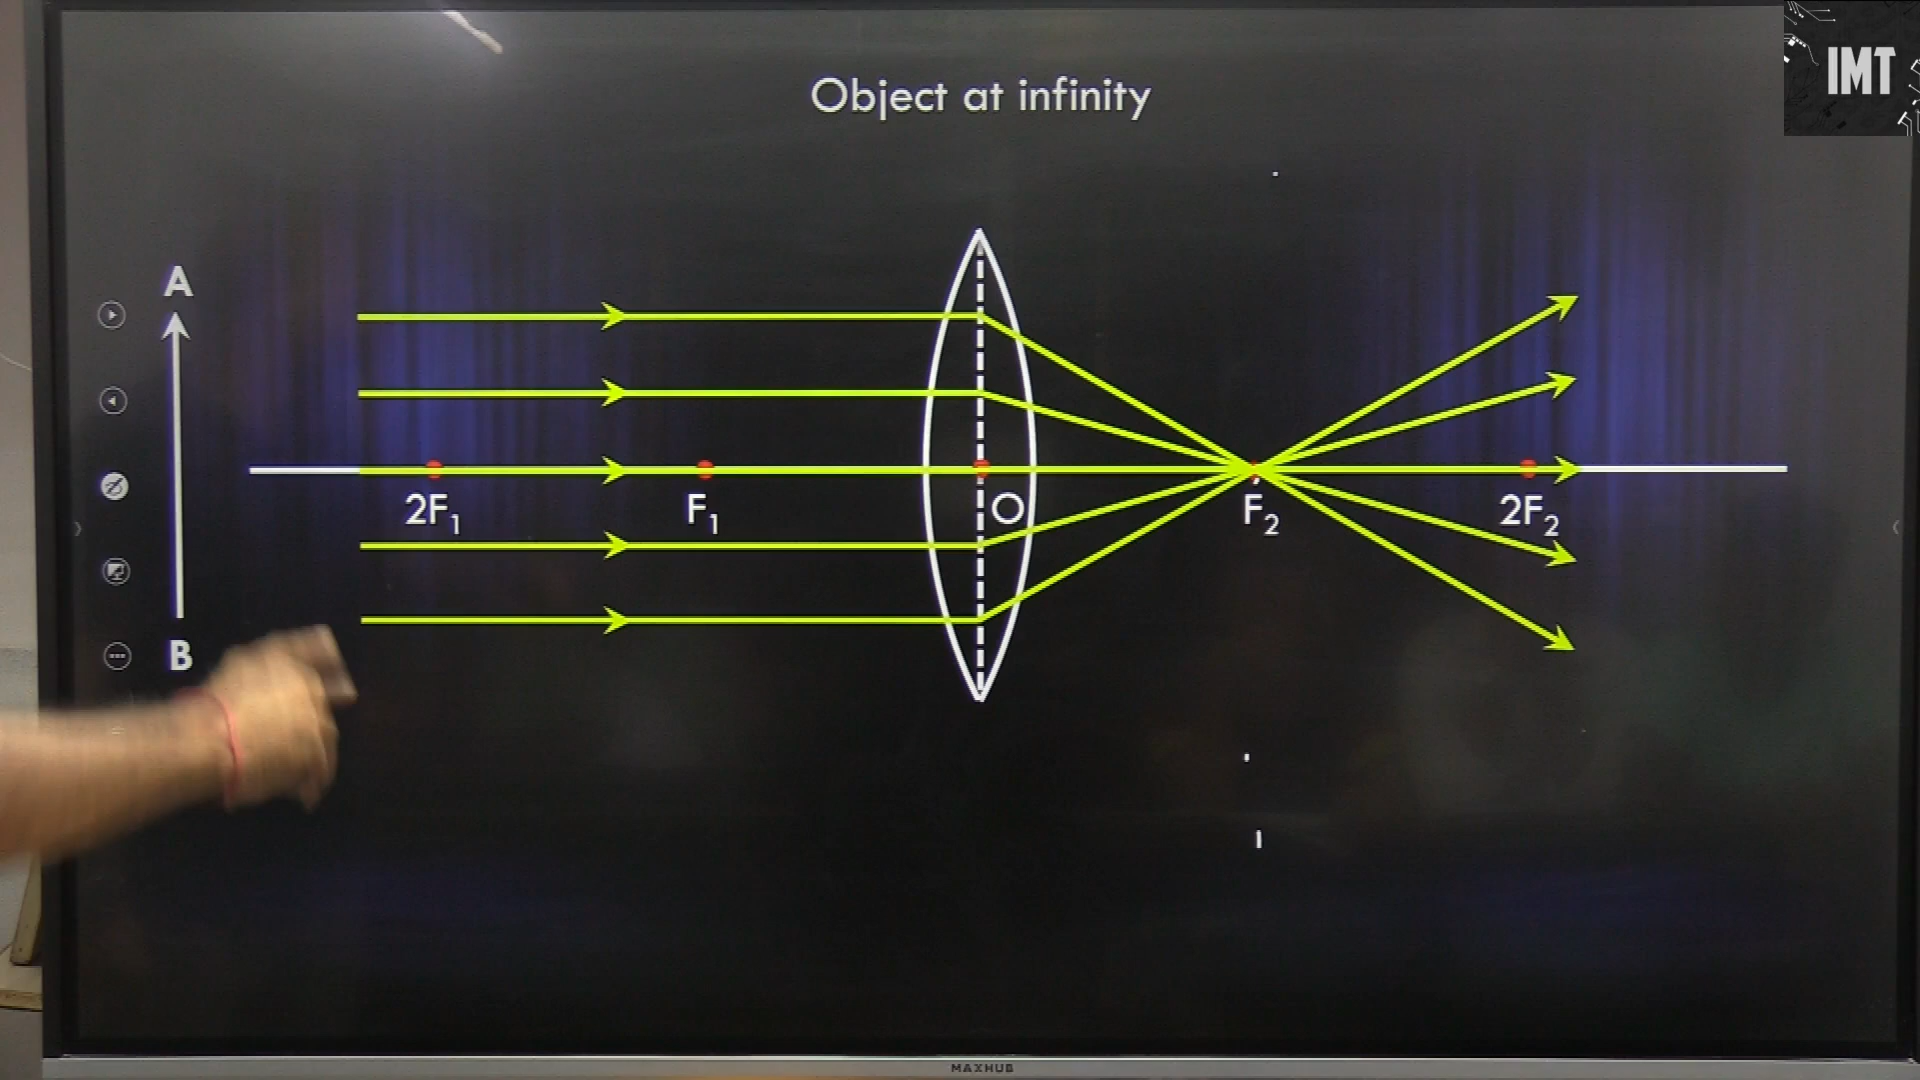 IMT
Object at infinity
A
2F₁ F₁ O F₂ 2F₂
B
MAXHUB